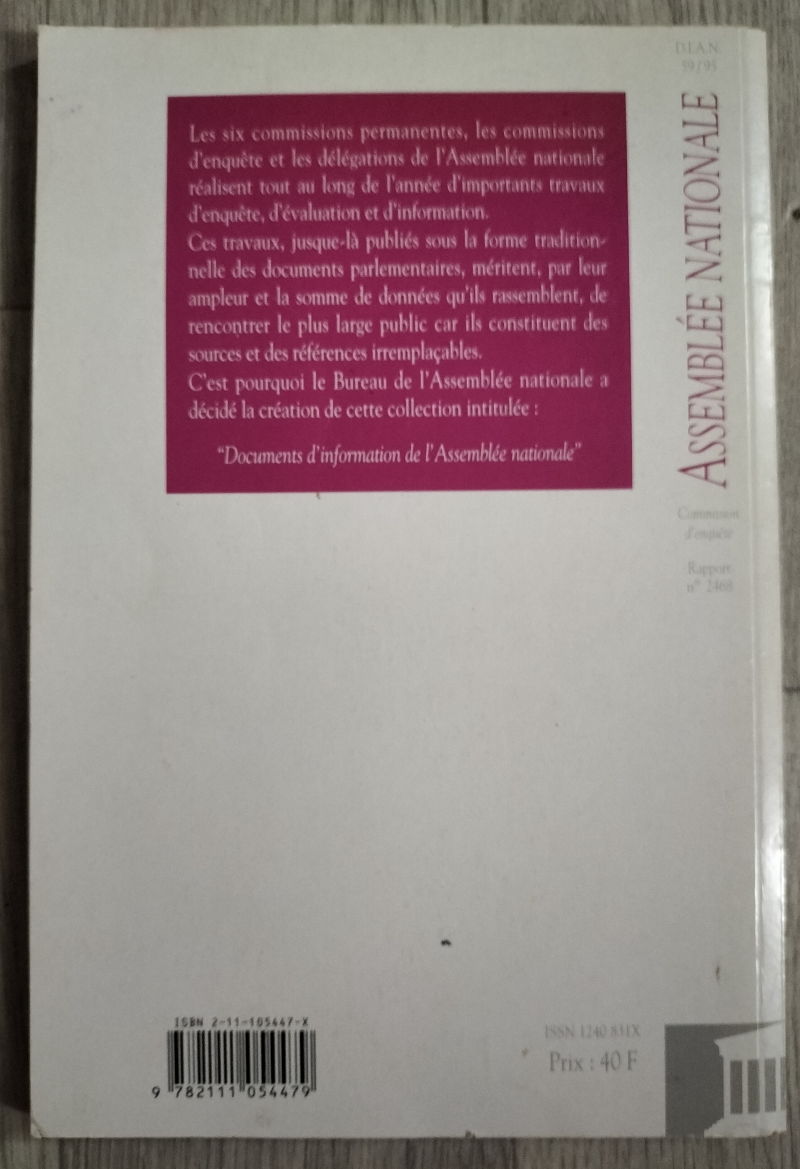 D.I.A.N.
59/95
ASSEMBLÉE NATIONALE
Commission
d'enquête
Rapport
n° 2468
Les six commissions permanentes, les commissions
d'enquête et les délégations de l'Assemblée nationale
réalisent tout au long de l'année d'importants travaux
d'enquête, d'évaluation et d'information.
Ces travaux, jusque-là publiés sous la forme tradition-
nelle des documents parlementaires, méritent, par leur
ampleur et la somme de données qu'ils rassemblent, de
rencontrer le plus large public car ils constituent des
sources et des références irremplaçables.
C'est pourquoi le Bureau de l'Assemblée nationale a
décidé la création de cette collection intitulée :
"Documents d'information de l'Assemblée nationale"
ISBN 2-11-105447-X
9 782111 054479
ISSN 1240 831X
Prix : 40 F